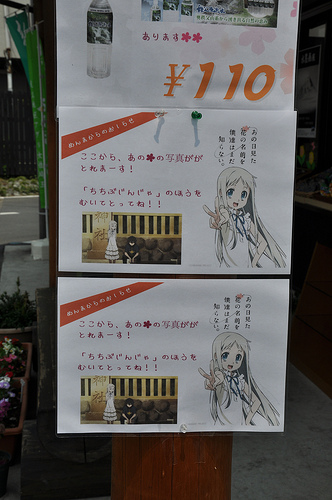 あります
¥110
めんまからのおしらせ
あの日見た
花の名前を
僕達はまだ
知らない。
ここから、あの の写真がが
とれまーす！
「ちちぶじんじゃ」のほうを
むいてとってね！！
めんまからのおしらせ
あの日見た
花の名前を
僕達はまだ
知らない。
ここから、あの の写真がが
とれまーす！
「ちちぶじんじゃ」のほうを
むいてとってね！！